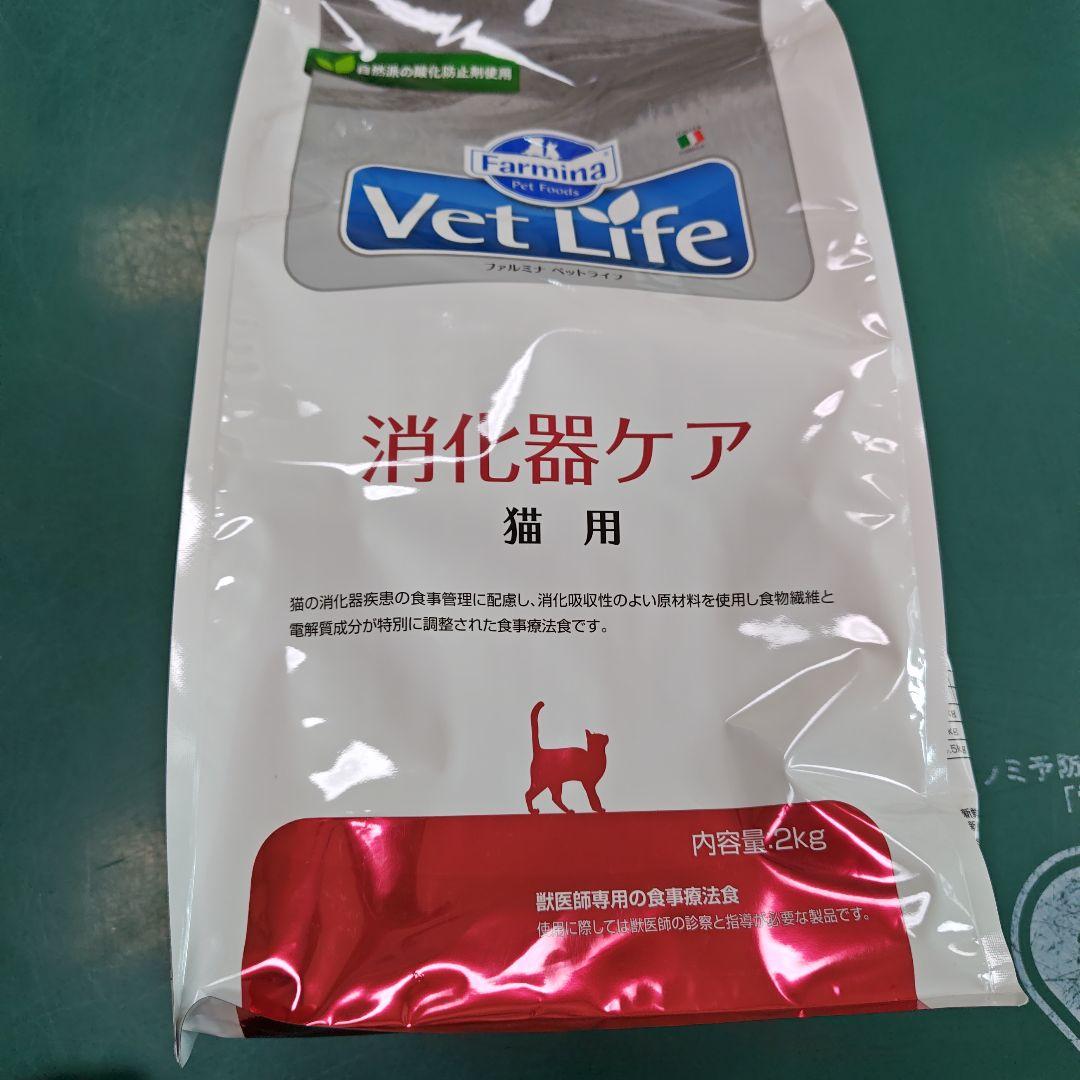 自然派の酸化防止剤使用
Farmina
Pet Foods
Vet Life
ファルミナ ベットライフ
消化器ケア
猫 用
猫の消化器疾患の食事管理に配慮し、消化吸収性のよい原材料を使用し食物繊維と
電解質成分が特別に調整された食事療法食です。
内容量:2kg
獣医師専用の食事療法食
使用に際しては獣医師の診察と指導が必要な製品です。
ノミ予防